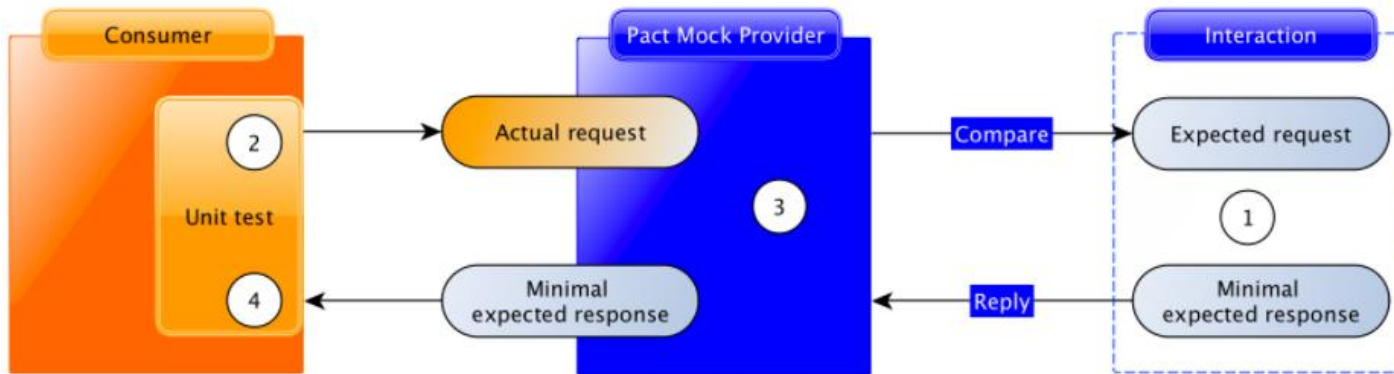 Consumer
Pact Mock Provider
Interaction
2
Actual request
Compare
Expected request
Unit test
3
1
4
Minimal
expected response
Reply
Minimal
expected response